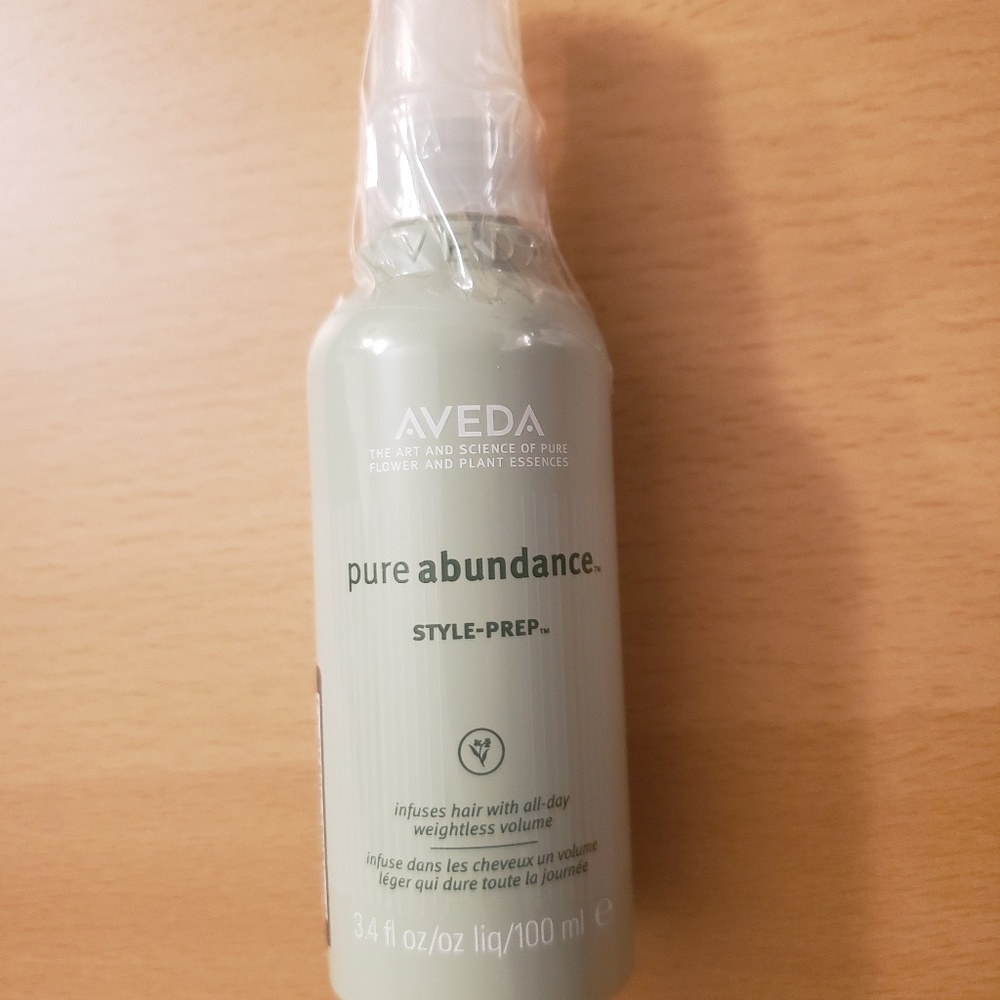 AVEDA
AVEDA
THE ART AND SCIENCE OF PURE
FLOWER AND PLANT ESSENCES
pure abundance™
STYLE-PREP™
infuses hair with all-day
weightless volume
infuse dans les cheveux un volume
léger qui dure toute la journée
3.4 fl oz/oz liq/100 ml ℮